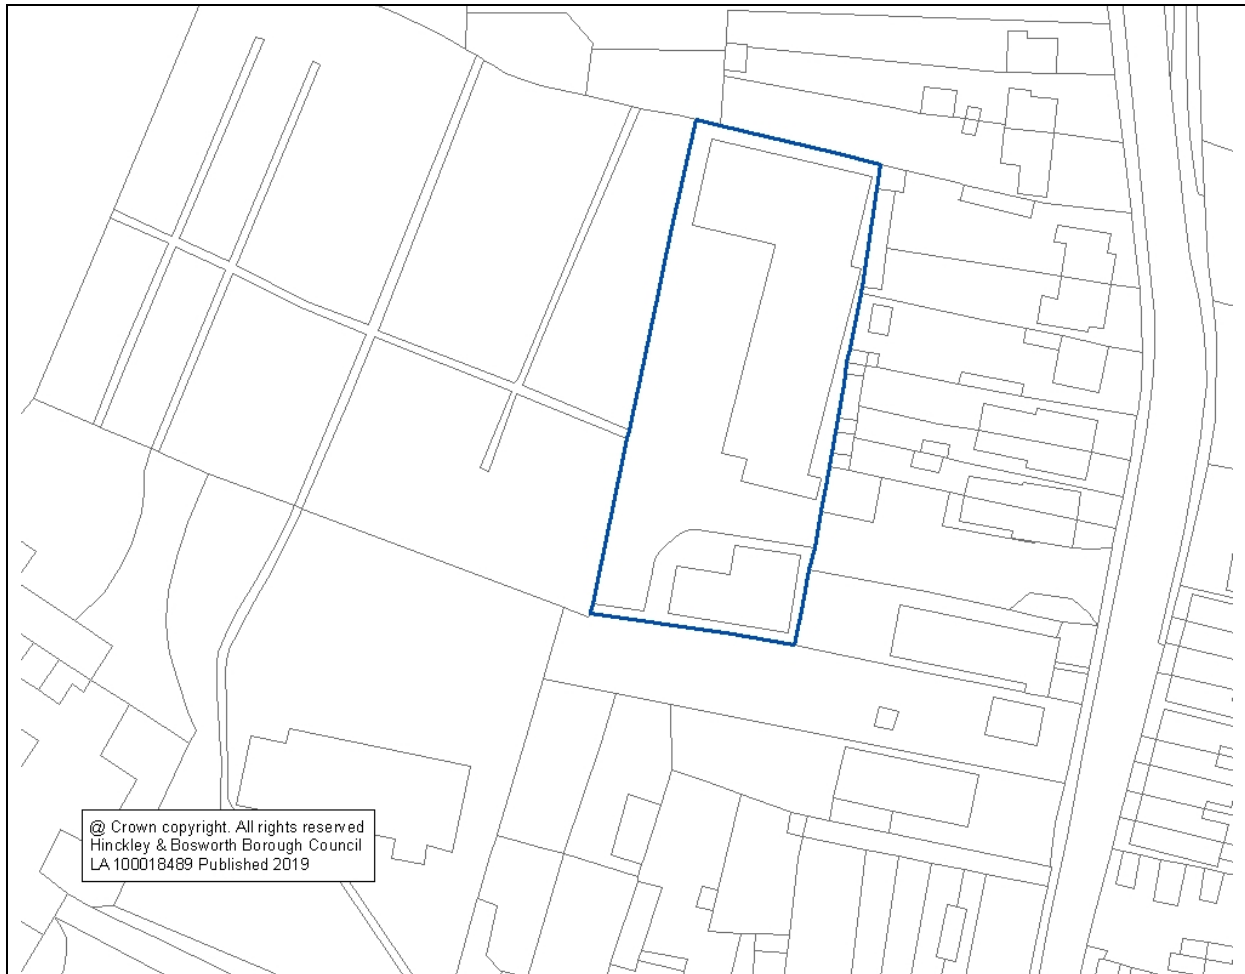 @ Crown copyright. All rights reserved
Hinckley & Bosworth Borough Council
LA 100018489 Published 2019